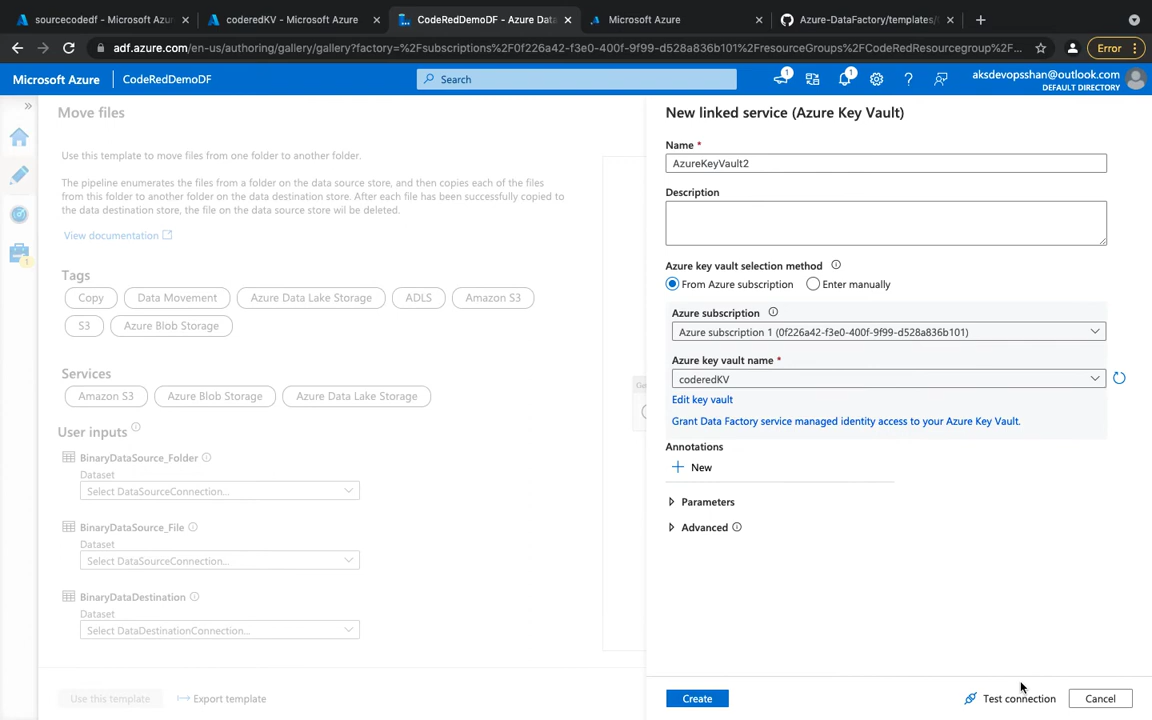 sourcecodedf - Microsoft Azu
coderedKV - Microsoft Azure
CodeRedDemoDF - Azure Data
Microsoft Azure
Azure-DataFactory/templates/
adf.azure.com/en-us/authoring/gallery/gallery?factory=%2Fsubscriptions%2F0f226a42-f3e0-400f-9f99-d528a836b101%2FresourceGroups%2FCodeRedResourcegroup%2F...
Error
Microsoft Azure
CodeRedDemoDF
Search
1
1
aksdevopsshan@outlook.com
DEFAULT DIRECTORY
Move files
Use this template to move files from one folder to another folder.
The pipeline enumerates the files from a folder on the data source store, and then copies each of the files
from this folder to another folder on the data destination store. After each file has been successfully copied to
the data destination store, the file on the data source store wil be deleted.
View documentation
Tags
Copy
Data Movement
Azure Data Lake Storage
ADLS
Amazon S3
S3
Azure Blob Storage
Services
Amazon S3
Azure Blob Storage
Azure Data Lake Storage
User inputs
BinaryDataSource_Folder
Dataset
Select DataSourceConnection...
BinaryDataSource_File
Dataset
Select DataSourceConnection...
BinaryDataDestination
Dataset
Select DataDestinationConnection...
Use this template
Export template
New linked service (Azure Key Vault)
Name *
AzureKeyVault2
Description
Azure key vault selection method
From Azure subscription
Enter manually
Azure subscription
Azure subscription 1 (0f226a42-f3e0-400f-9f99-d528a836b101)
Azure key vault name *
coderedKV
Edit key vault
Grant Data Factory service managed identity access to your Azure Key Vault.
Annotations
New
Parameters
Advanced
Create
Test connection
Cancel